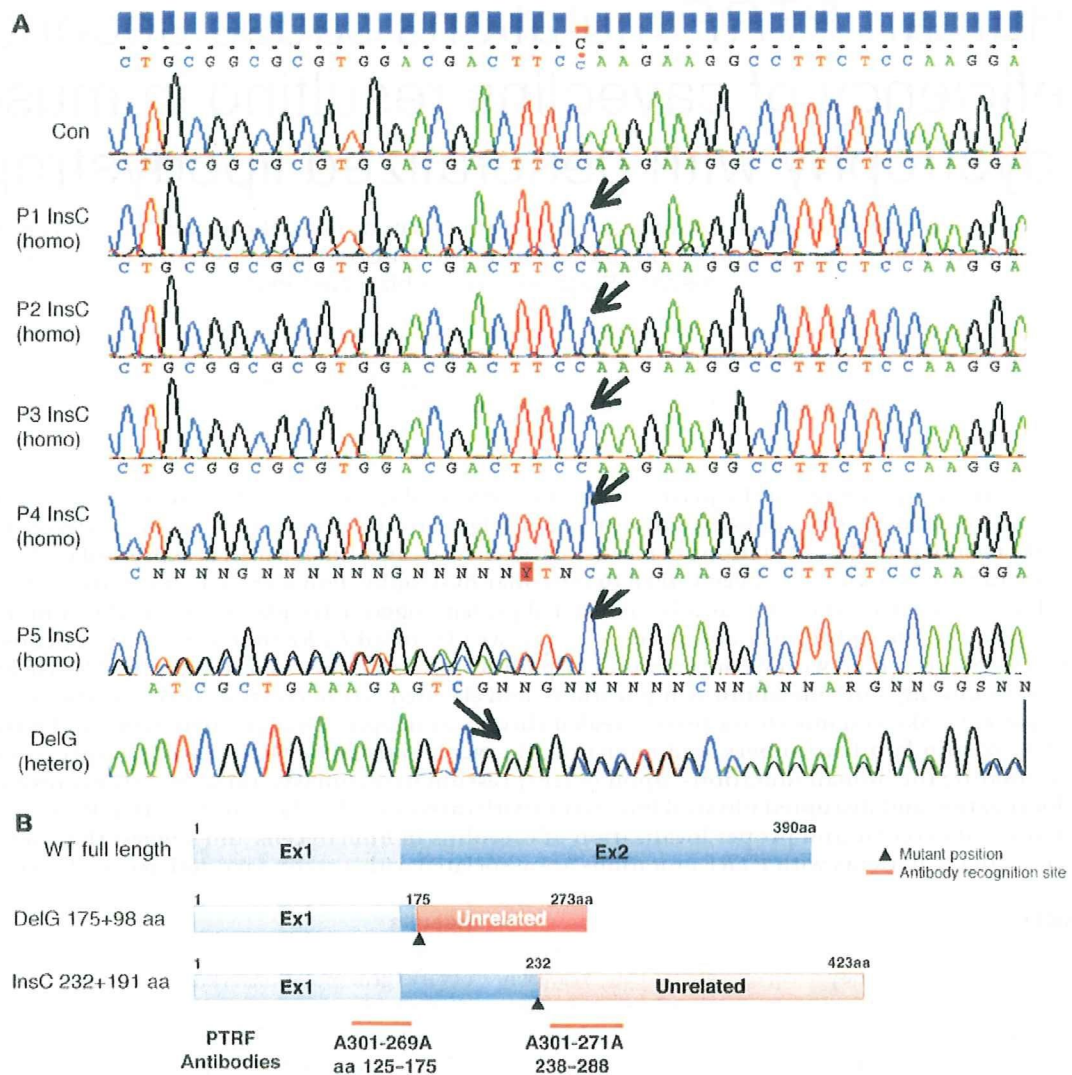 A
C
C T G C G G C G C G T G G A C G A C T T C C A A G A A G G C C T T C T C C A A G G A
Con
C T G C G G C G C G T G G A C G A C T T C C A A G A A G G C C T T C T C C A A G G A
P1 InsC
(homo)
C T G C G G C G C G T G G A C G A C T T C C A A G A A G G C C T T C T C C A A G G A
P2 InsC
(homo)
C T G C G G C G C G T G G A C G A C T T C C A A G A A G G C C T T C T C C A A G G A
P3 InsC
(homo)
C T G C G G C G C G T G G A C G A C T T C C A A G A A G G C C T T C T C C A A G G A
P4 InsC
(homo)
C N N N N G N N N N N N G N N N N N Y T N C A A G A A G G C C T T C T C C A A G G A
P5 InsC
(homo)
A T C G C T G A A A G A G T C G N N G N N N N N N C N N A N N A R G N N G G S N N
DelG
(hetero)
B
1 390aa
WT full length Ex1 Ex2
▲ Mutant position
Antibody recognition site
1 175 273aa
DelG 175+98 aa Ex1 Unrelated
1 232 423aa
InsC 232+191 aa Ex1 Unrelated
PTRF
Antibodies
A301-269A
aa 125–175
A301-271A
238–288